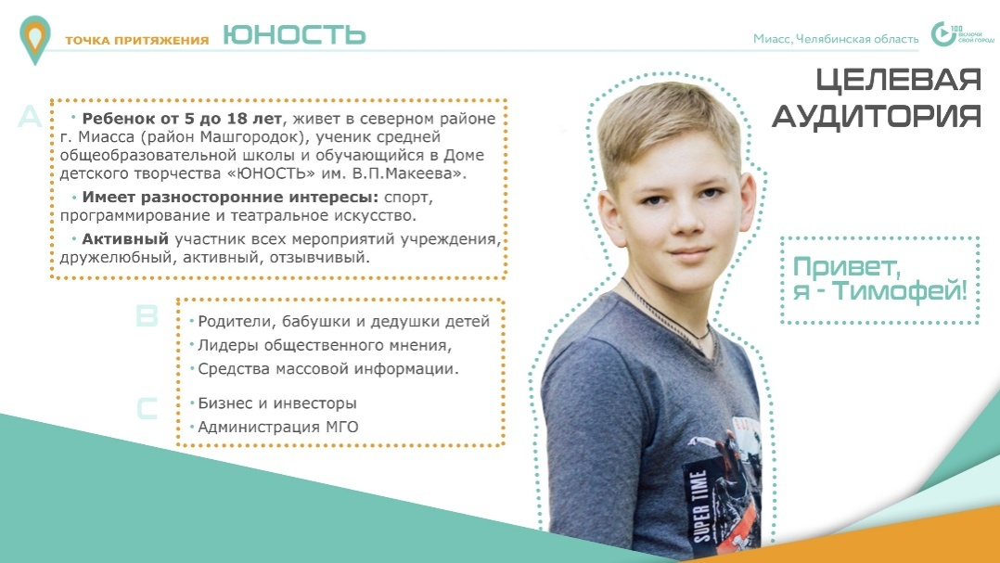 ТОЧКА ПРИТЯЖЕНИЯ ЮНОСТЬ
Миасс, Челябинская область
100
ВКЛЮЧИ
СВОЙ ГОРОД!
ЦЕЛЕВАЯ
АУДИТОРИЯ
A
• Ребенок от 5 до 18 лет, живет в северном районе
г. Миасса (район Машгородок), ученик средней
общеобразовательной школы и обучающийся в Доме
детского творчества «ЮНОСТЬ» им. В.П.Макеева».
• Имеет разносторонние интересы: спорт,
программирование и театральное искусство.
• Активный участник всех мероприятий учреждения,
дружелюбный, активный, отзывчивый.
Привет,
я - Тимофей!
B
• Родители, бабушки и дедушки детей
• Лидеры общественного мнения,
• Средства массовой информации.
C
• Бизнес и инвесторы
• Администрация МГО
SUPER TIME